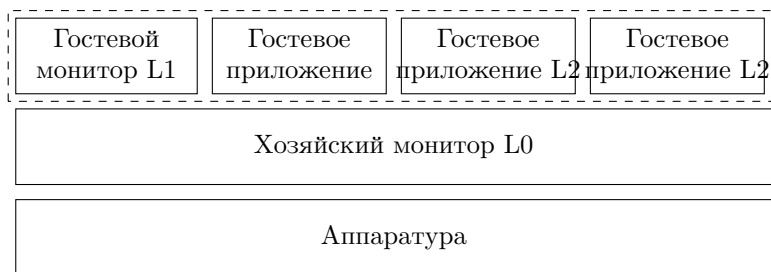 Гостевой
монитор L1
Гостевое
приложение
Гостевое
приложение L2
Гостевое
приложение L2
Хозяйский монитор L0
Аппаратура